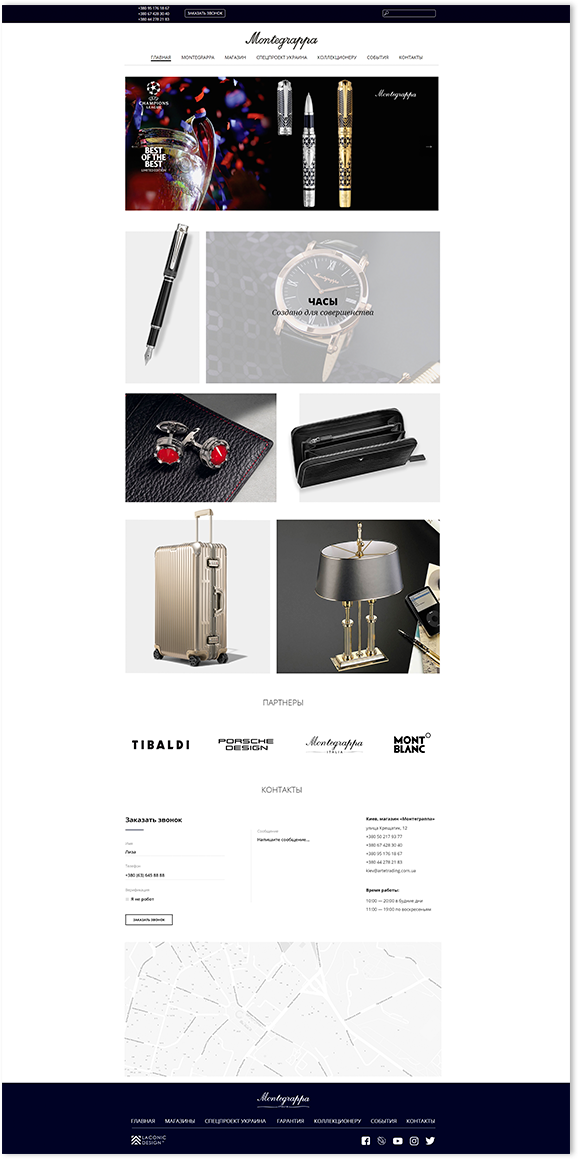 +380 95 176 18 67
+380 67 428 30 40
+380 44 278 21 83
ЗАКАЗАТЬ ЗВОНОК
Montegrappa
ГЛАВНАЯ MONTEGRAPPA МАГАЗИН СПЕЦПРОЕКТ УКРАИНА КОЛЛЕКЦИОНЕРУ СОБЫТИЯ КОНТАКТЫ
CHAMPIONS
LEAGUE
Montegrappa
BEST
OF THE
BEST
LIMITED EDITION
Montegrappa
ЧАСЫ
Создано для совершенства
ПАРТНЕРЫ
TIBALDI
PORSCHE
DESIGN
Montegrappa
ITALIA
MONT
BLANC
КОНТАКТЫ
Заказать звонок
Имя
Лиза
Телефон
+380 (63) 645 88 88
Верификация
Я не робот
ЗАКАЗАТЬ ЗВОНОК
Сообщение
Напишите сообщение...
Киев, магазин «Монтеграппа»
улица Крещатик, 12
+380 50 217 93 77
+380 67 428 30 40
+380 95 176 18 67
+380 44 278 21 83
kiev@artetrading.com.ua
Время работы:
10:00 — 20:00 в будние дни
11:00 — 19:00 по воскресеньям
Montegrappa
ГЛАВНАЯ МАГАЗИНЫ СПЕЦПРОЕКТ УКРАИНА ГАРАНТИЯ КОЛЛЕКЦИОНЕРУ СОБЫТИЯ КОНТАКТЫ
LACONIC
DESIGN